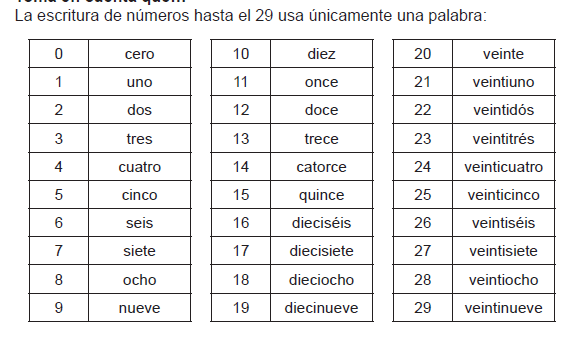 La escritura de números hasta el 29 usa únicamente una palabra:
0 cero 10 diez 20 veinte
1 uno 11 once 21 veintiuno
2 dos 12 doce 22 veintidós
3 tres 13 trece 23 veintitrés
4 cuatro 14 catorce 24 veinticuatro
5 cinco 15 quince 25 veinticinco
6 seis 16 dieciséis 26 veintiséis
7 siete 17 diecisiete 27 veintisiete
8 ocho 18 dieciocho 28 veintiocho
9 nueve 19 diecinueve 29 veintinueve